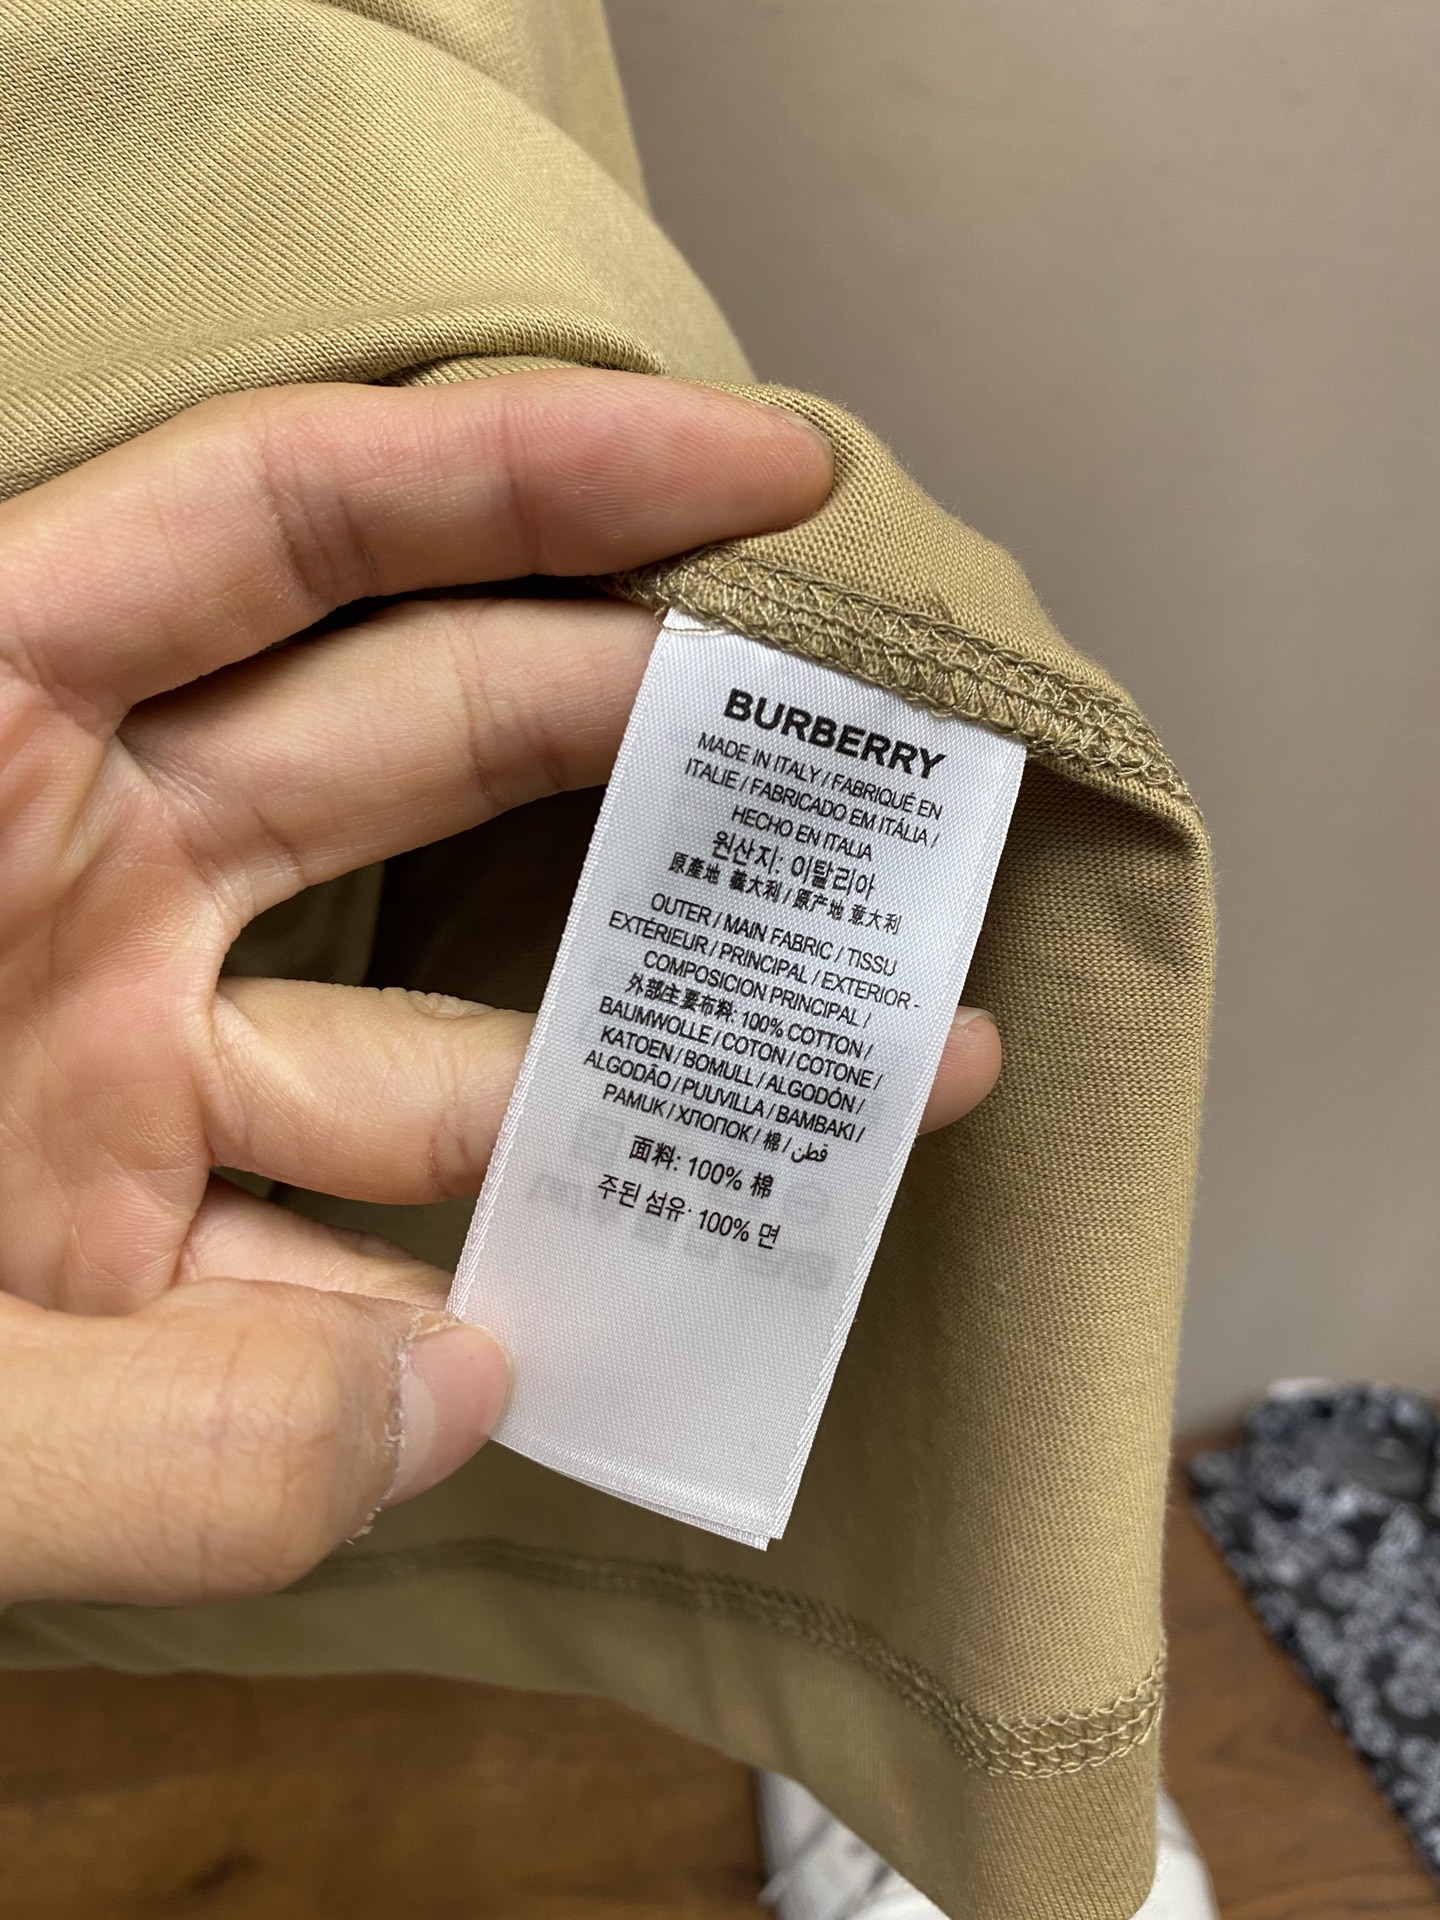 BURBERRY
MADE IN ITALY / FABRIQUÉ EN
ITALIE / FABRICADO EM ITÁLIA /
HECHO EN ITALIA
원산지: 이탈리아
原產地 義大利 / 原产地 意大利
OUTER / MAIN FABRIC / TISSU
EXTÉRIEUR / PRINCIPAL / EXTERIOR -
COMPOSICION PRINCIPAL /
外部主要布料: 100% COTTON /
BAUMWOLLE / COTON / COTONE /
KATOEN / BOMULL / ALGODÓN /
ALGODÃO / PUUVILLA / BAMBAKI /
PAMUK / ХЛОПОК / 棉 / قطن
面料: 100% 棉
주된 섬유: 100% 면